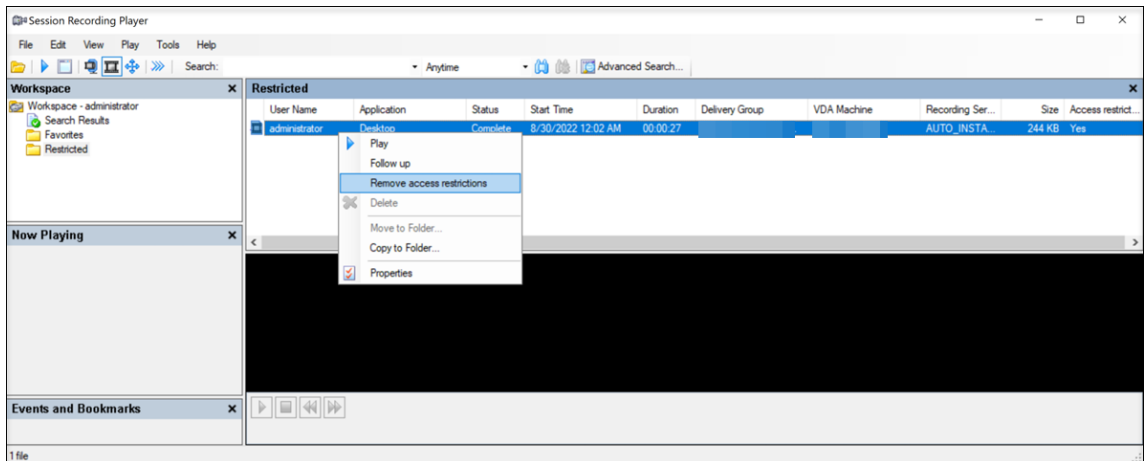 Session Recording Player
File Edit View Play Tools Help
Search: Anytime Advanced Search...
Workspace
Workspace - administrator
Search Results
Favorites
Restricted
Restricted
User Name Application Status Start Time Duration Delivery Group VDA Machine Recording Ser... Size Access restrict...
administrator Desktop Complete 8/30/2022 12:02 AM 00:00:27 AUTO_INSTA... 244 KB Yes
Play
Follow up
Remove access restrictions
Delete
Move to Folder...
Copy to Folder...
Properties
Now Playing
Events and Bookmarks
1 file